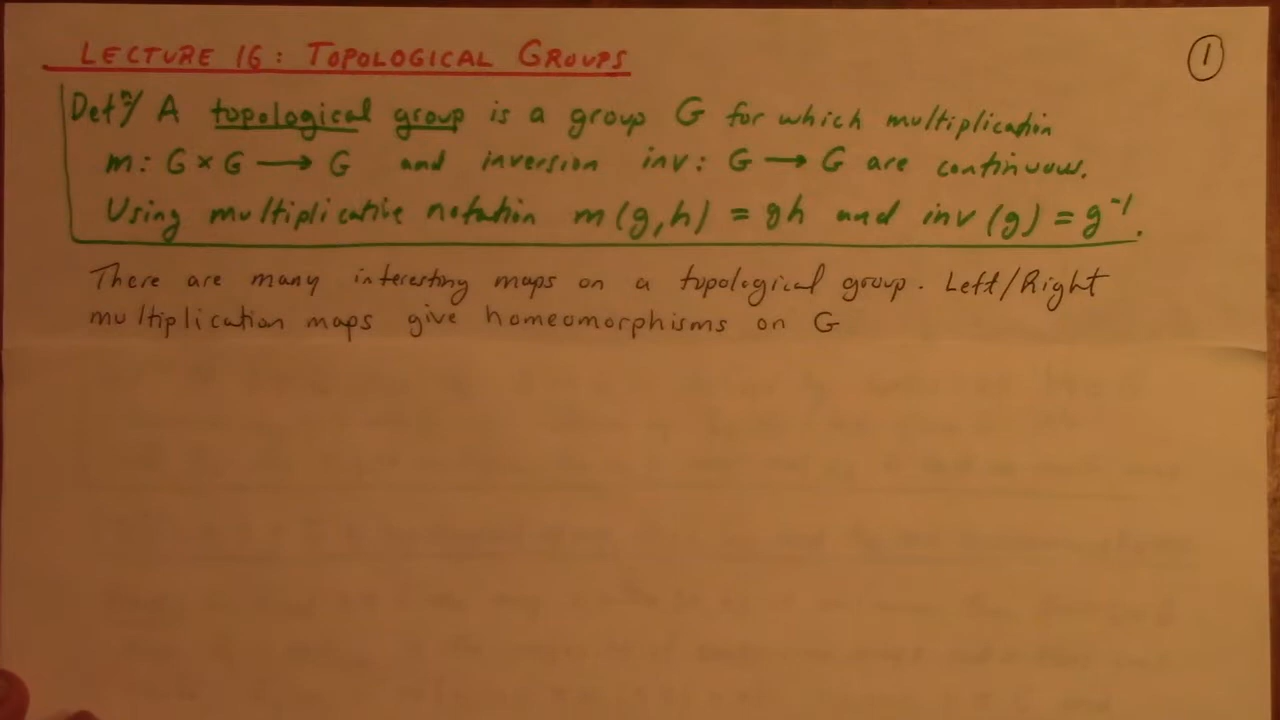 LECTURE 16: TOPOLOGICAL GROUPS
1
Defⁿ/ A topological group is a group G for which multiplication
m: G × G ⟶ G and inversion inv: G → G are continuous.
Using multiplicative notation m(g,h) = gh and inv(g) = g⁻¹.
There are many interesting maps on a topological group. Left/Right
multiplication maps give homeomorphisms on G